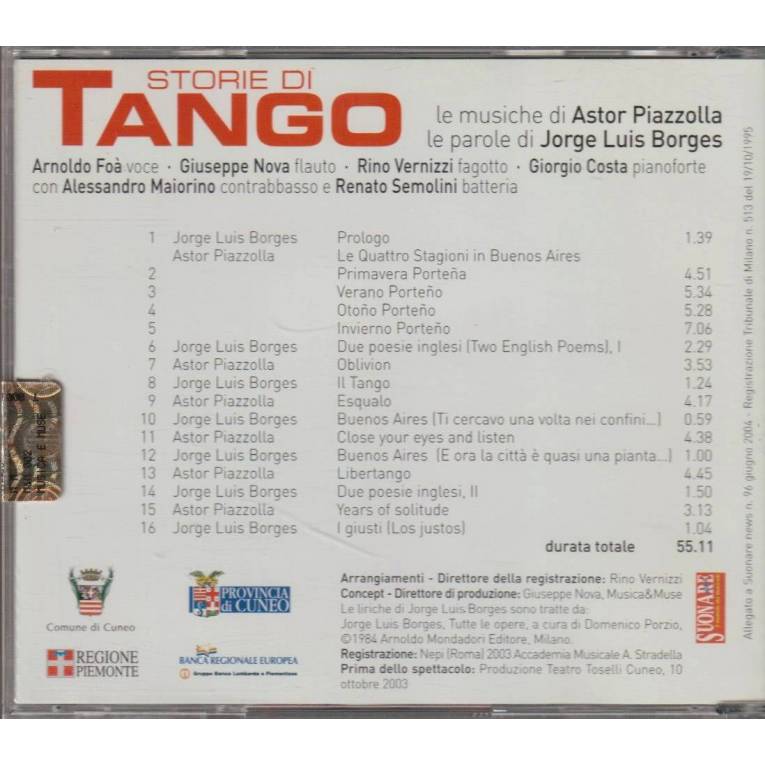 STORIE DI
TANGO
le musiche di Astor Piazzolla
le parole di Jorge Luis Borges
Arnoldo Foà voce · Giuseppe Nova flauto · Rino Vernizzi fagotto · Giorgio Costa pianoforte
con Alessandro Maiorino contrabbasso e Renato Semolini batteria
1 Jorge Luis Borges Prologo 1.39
Astor Piazzolla Le Quattro Stagioni in Buenos Aires
2 Primavera Porteña 4.51
3 Verano Porteño 5.34
4 Otoño Porteño 5.28
5 Invierno Porteño 7.06
6 Jorge Luis Borges Due poesie inglesi (Two English Poems), I 2.29
7 Astor Piazzolla Oblivion 3.53
8 Jorge Luis Borges Il Tango 1.24
9 Astor Piazzolla Esqualo 4.17
10 Jorge Luis Borges Buenos Aires (Ti cercavo una volta nei confini...) 0.59
11 Astor Piazzolla Close your eyes and listen 4.38
12 Jorge Luis Borges Buenos Aires (E ora la città è quasi una pianta...) 1.00
13 Astor Piazzolla Libertango 4.45
14 Jorge Luis Borges Due poesie inglesi, II 1.50
15 Astor Piazzolla Years of solitude 3.13
16 Jorge Luis Borges I giusti (Los justos) 1.04
durata totale 55.11
Comune di Cuneo
PROVINCIA
di CUNEO
REGIONE
PIEMONTE
BANCA REGIONALE EUROPEA
Gruppo Banca Lombarda e Piemontese
Arrangiamenti - Direttore della registrazione: Rino Vernizzi
Concept - Direttore di produzione: Giuseppe Nova, Musica&Muse
Le liriche di Jorge Luis Borges sono tratte da:
Jorge Luis Borges, Tutte le opere, a cura di Domenico Porzio,
©1984 Arnoldo Mondadori Editore, Milano.
Registrazione: Nepi (Roma) 2003 Accademia Musicale A. Stradella
Prima dello spettacolo: Produzione Teatro Toselli Cuneo, 10
ottobre 2003
SUONARE
Allegato a Suonare news n. 96 giugno 2004 - Registrazione Tribunale di Milano n. 513 del 19/10/1995
MUSICA E MUSE